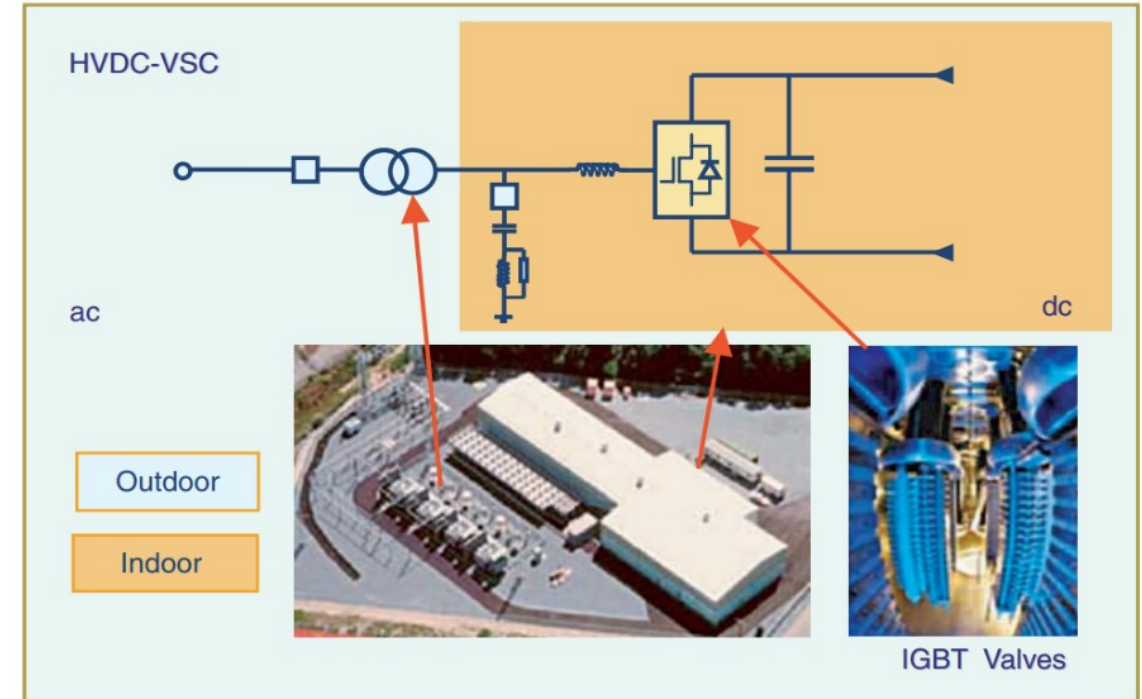 HVDC-VSC
ac
dc
Outdoor
Indoor
IGBT Valves